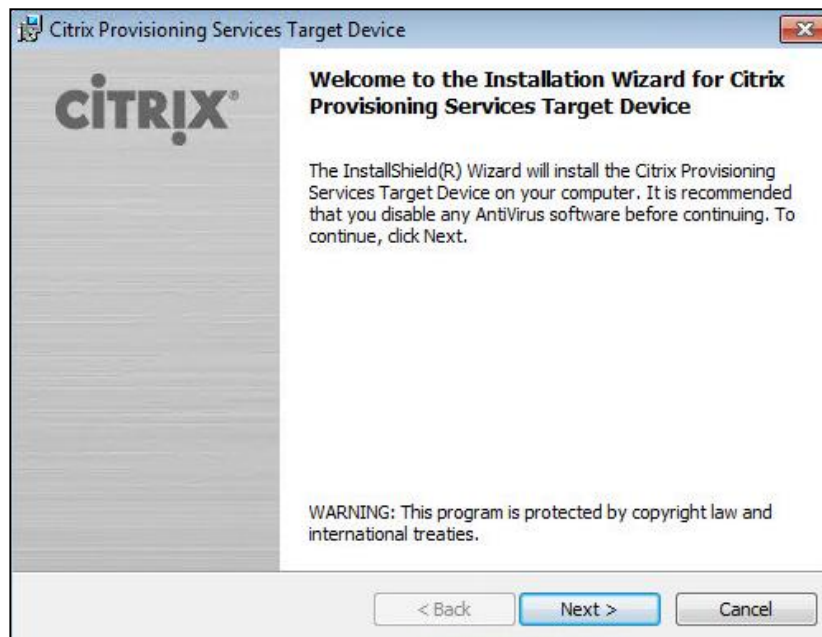 Citrix Provisioning Services Target Device
CiTRIX®
Welcome to the Installation Wizard for Citrix
Provisioning Services Target Device
The InstallShield(R) Wizard will install the Citrix Provisioning
Services Target Device on your computer. It is recommended
that you disable any AntiVirus software before continuing. To
continue, click Next.
WARNING: This program is protected by copyright law and
international treaties.
< Back
Next >
Cancel